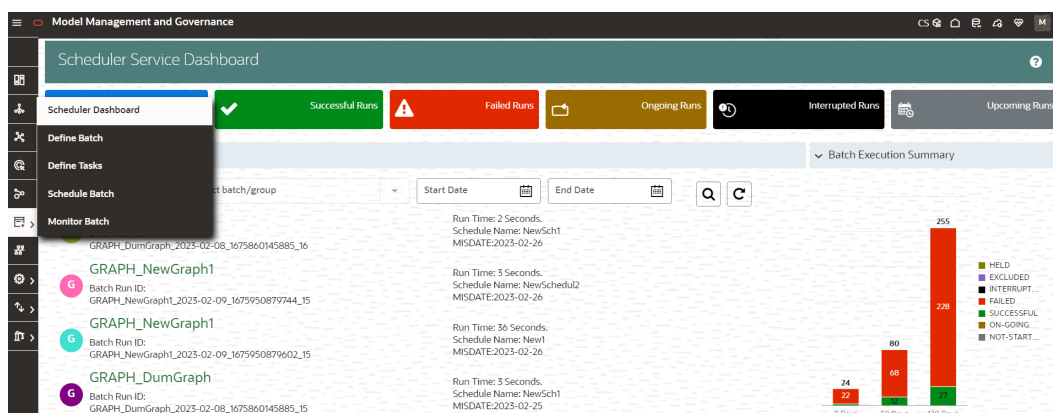 Model Management and Governance
CS
M
Scheduler Service Dashboard
?
Scheduler Dashboard
Define Batch
Define Tasks
Schedule Batch
Monitor Batch
Successful Runs
Failed Runs
Ongoing Runs
Interrupted Runs
Upcoming Runs
Batch Execution Summary
batch/group
Start Date
End Date
Run Time: 2 Seconds.
Schedule Name: NewSch1
MISDATE:2023-02-26
GRAPH_DumGraph_2023-02-08_1675860145885_16
G
GRAPH_NewGraph1
Batch Run ID:
GRAPH_NewGraph1_2023-02-09_1675950879744_15
Run Time: 3 Seconds.
Schedule Name: NewSchedul2
MISDATE:2023-02-26
G
GRAPH_NewGraph1
Batch Run ID:
GRAPH_NewGraph1_2023-02-09_1675950879602_15
Run Time: 36 Seconds.
Schedule Name: New1
MISDATE:2023-02-26
G
GRAPH_DumGraph
Batch Run ID:
GRAPH_DumGraph_2023-02-08_1675860145885_15
Run Time: 3 Seconds.
Schedule Name: NewSch1
MISDATE:2023-02-25
255
228
27
80
68
12
24
22
HELD
EXCLUDED
INTERRUPT...
FAILED
SUCCESSFUL
ON-GOING
NOT-START...